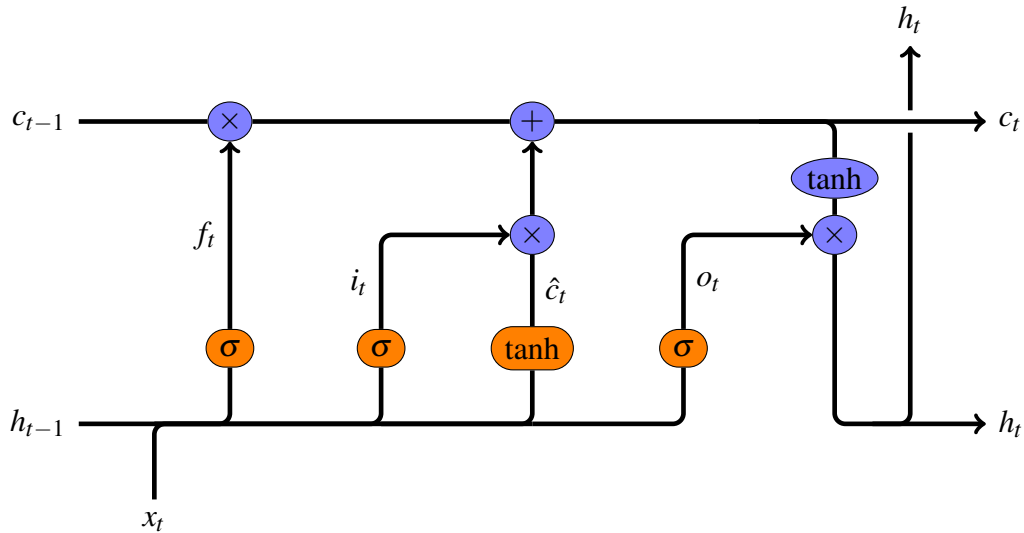 h_t
c_{t−1} × + c_t
tanh
f_t × ×
i_t ĉ_t o_t
σ σ tanh σ
h_{t−1} h_t
x_t